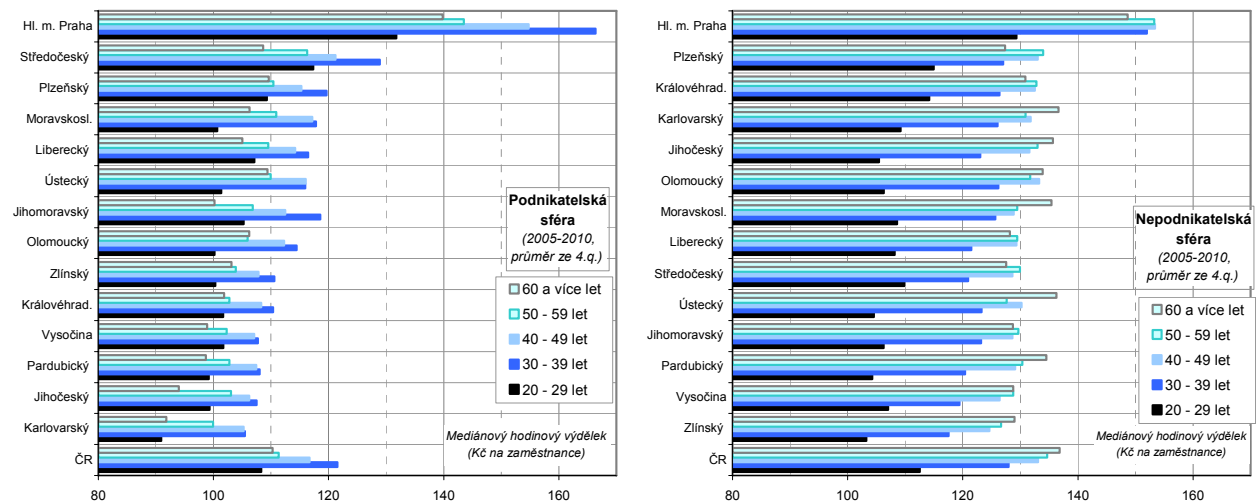 Hl. m. Praha
Středočeský
Plzeňský
Moravskosl.
Liberecký
Ústecký
Jihomoravský
Olomoucký
Zlínský
Královéhrad.
Vysočina
Pardubický
Jihočeský
Karlovarský
ČR
80 100 120 140 160
Podnikatelská
sféra
(2005-2010,
průměr ze 4.q.)
60 a více let
50 - 59 let
40 - 49 let
30 - 39 let
20 - 29 let
Mediánový hodinový výdělek
(Kč na zaměstnance)
Hl. m. Praha
Plzeňský
Královéhrad.
Karlovarský
Jihočeský
Olomoucký
Moravskosl.
Liberecký
Středočeský
Ústecký
Jihomoravský
Pardubický
Vysočina
Zlínský
ČR
80 100 120 140 160
Nepodnikatelská
sféra
(2005-2010,
průměr ze 4.q.)
60 a více let
50 - 59 let
40 - 49 let
30 - 39 let
20 - 29 let
Mediánový hodinový výdělek
(Kč na zaměstnance)